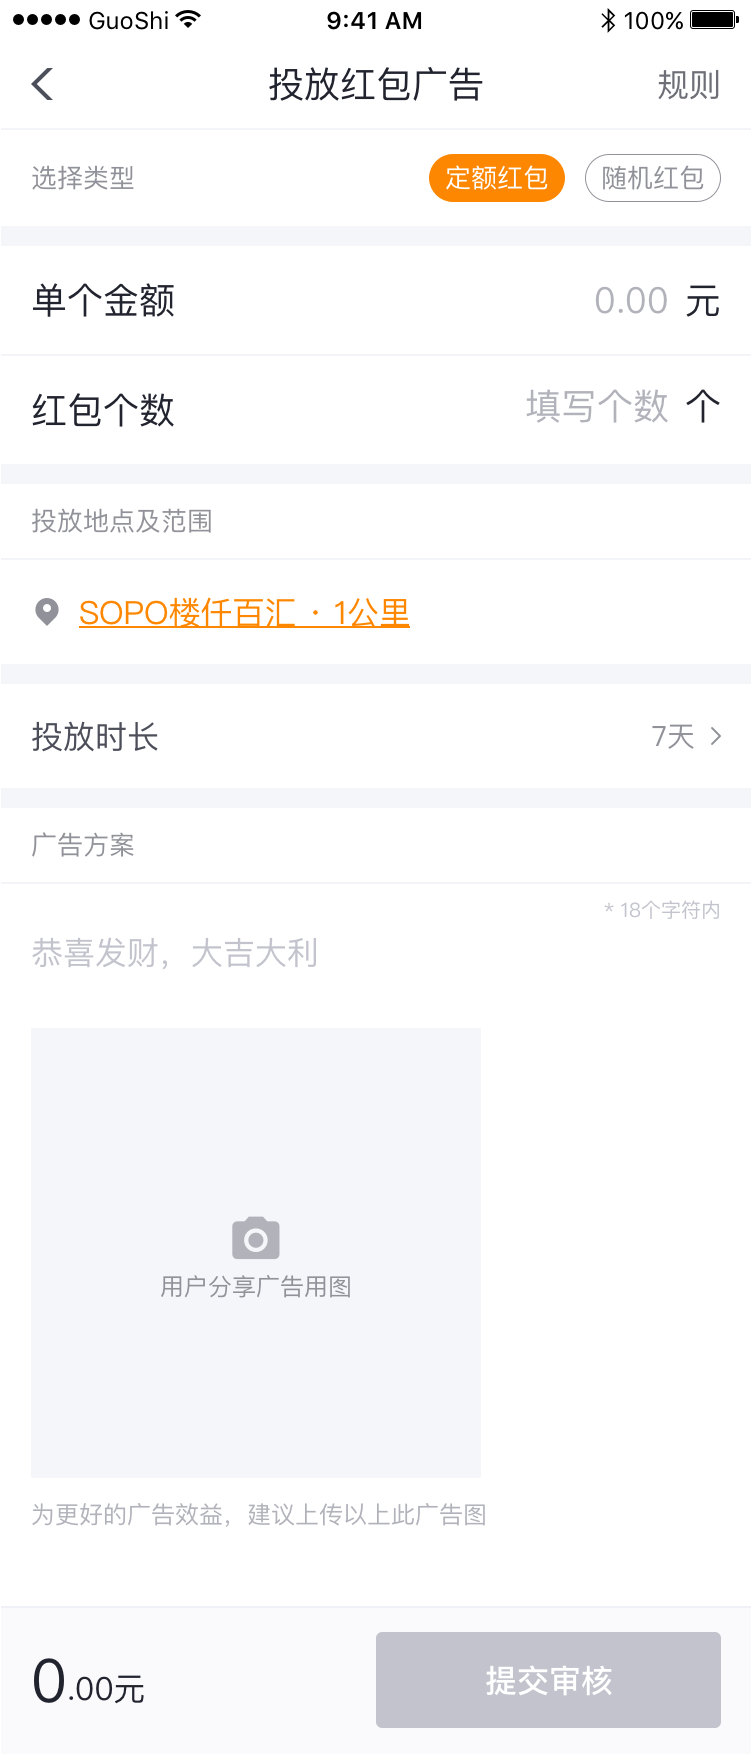 GuoShi 9:41 AM 100%
投放红包广告 规则
选择类型 定额红包 随机红包
单个金额 0.00 元
红包个数 填写个数 个
投放地点及范围
SOPO楼仟百汇 · 1公里
投放时长 7天
广告方案
* 18个字符内
恭喜发财，大吉大利
用户分享广告用图
为更好的广告效益，建议上传以上此广告图
0.00元 提交审核